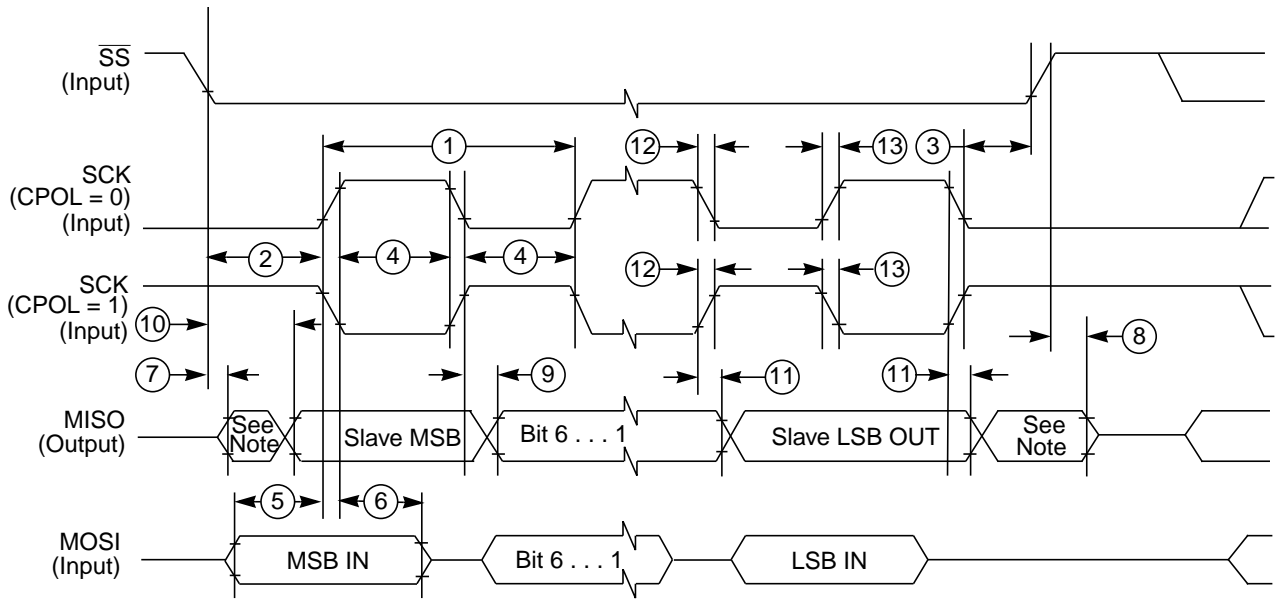 SS
(Input)
1
12
13
3
SCK
(CPOL = 0)
(Input)
2
4
4
12
13
SCK
(CPOL = 1)
(Input)
10
8
7
9
11
11
MISO
(Output)
See
Note
Slave MSB
Bit 6 . . . 1
Slave LSB OUT
See
Note
5
6
MOSI
(Input)
MSB IN
Bit 6 . . . 1
LSB IN